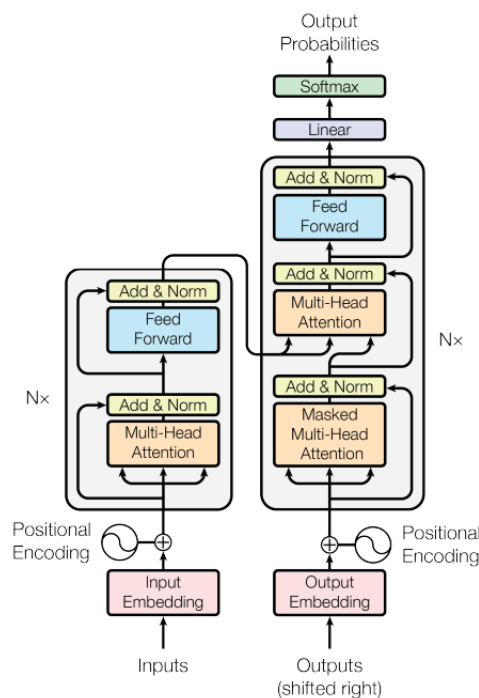 Output
Probabilities
Softmax
Linear
Add & Norm
Feed
Forward
Add & Norm
Multi-Head
Attention
Add & Norm
Masked
Multi-Head
Attention
N×
Positional
Encoding
Output
Embedding
Outputs
(shifted right)
Add & Norm
Feed
Forward
Add & Norm
Multi-Head
Attention
N×
Positional
Encoding
Input
Embedding
Inputs